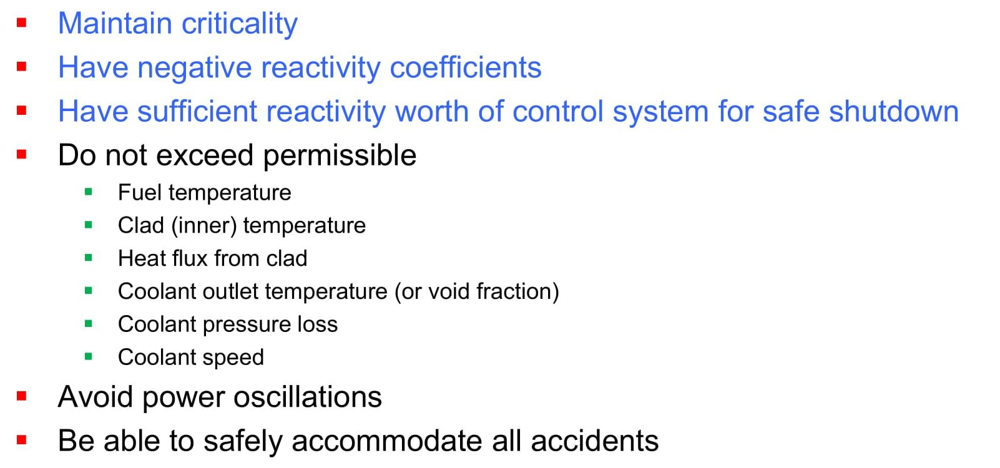 Maintain criticality
Have negative reactivity coefficients
Have sufficient reactivity worth of control system for safe shutdown
Do not exceed permissible
Fuel temperature
Clad (inner) temperature
Heat flux from clad
Coolant outlet temperature (or void fraction)
Coolant pressure loss
Coolant speed
Avoid power oscillations
Be able to safely accommodate all accidents